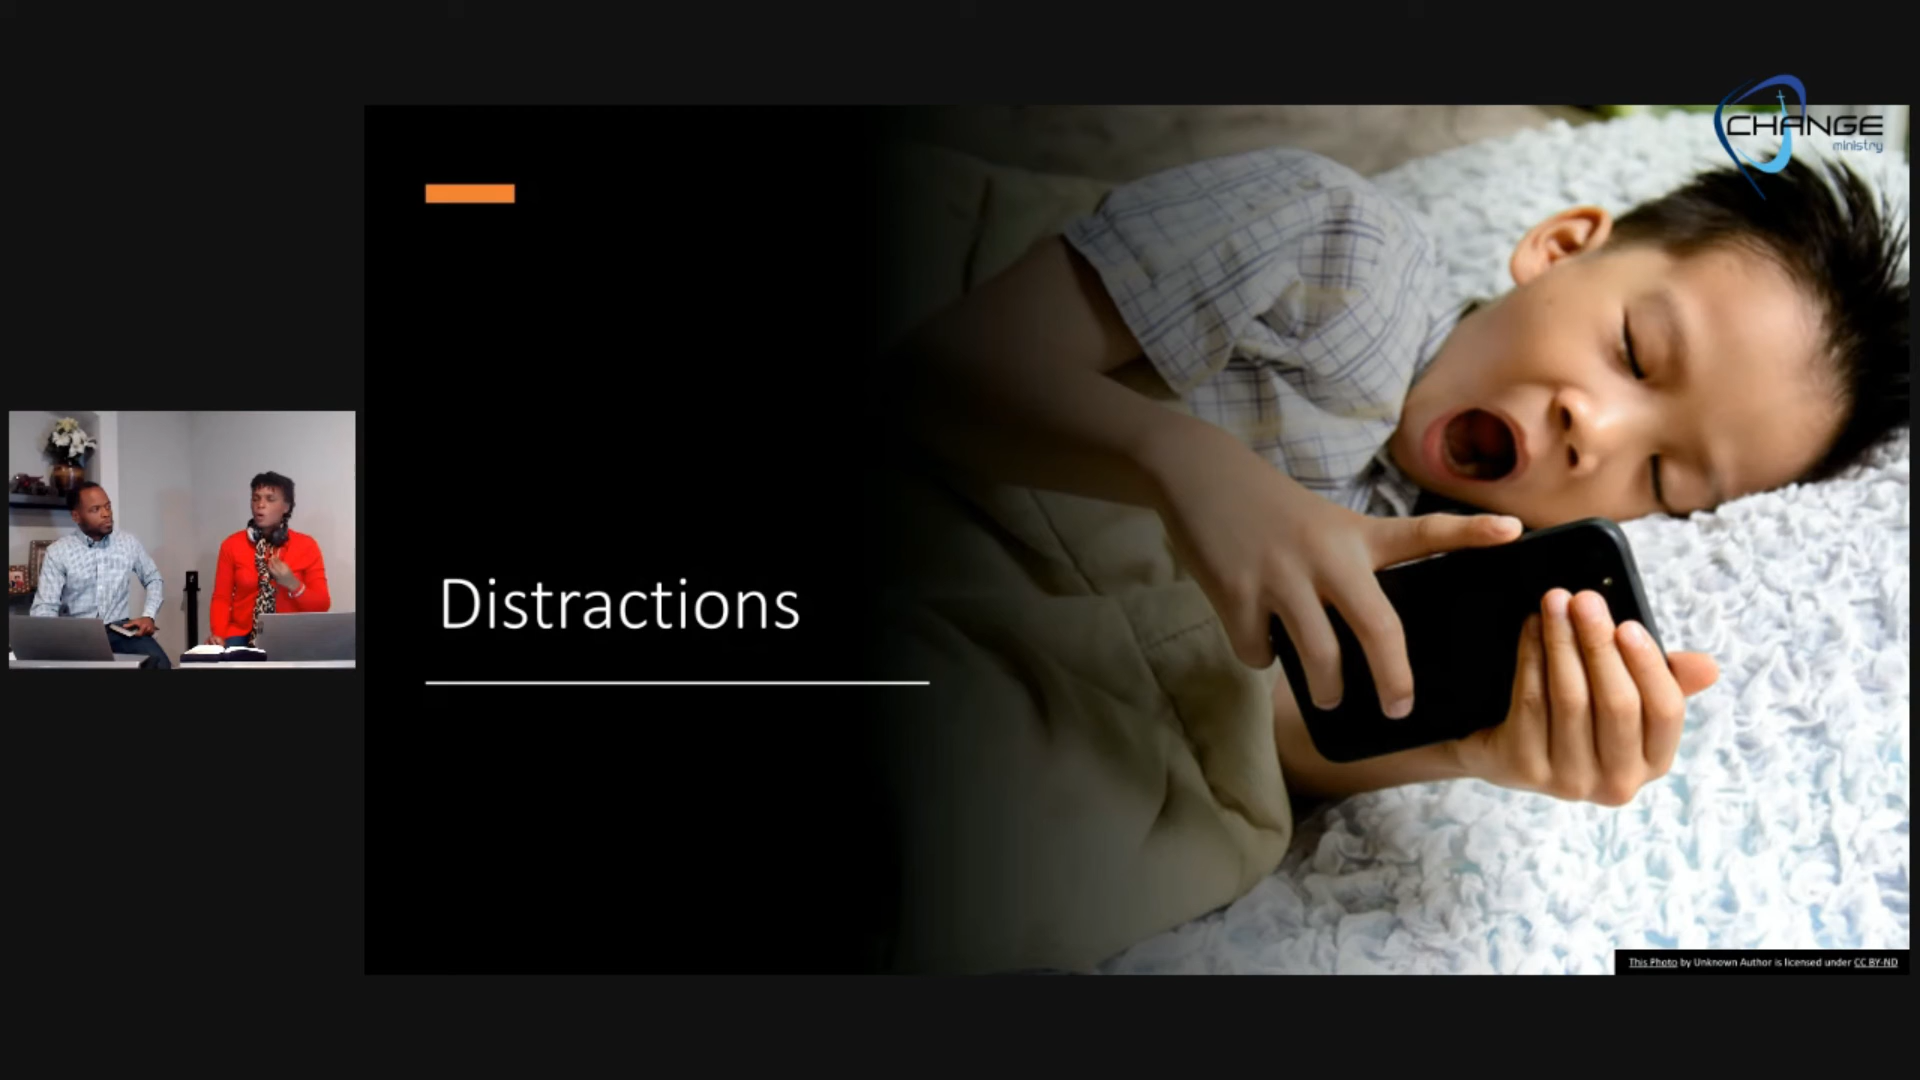 CHANGE
ministry
Distractions
This Photo by Unknown Author is licensed under CC BY-ND